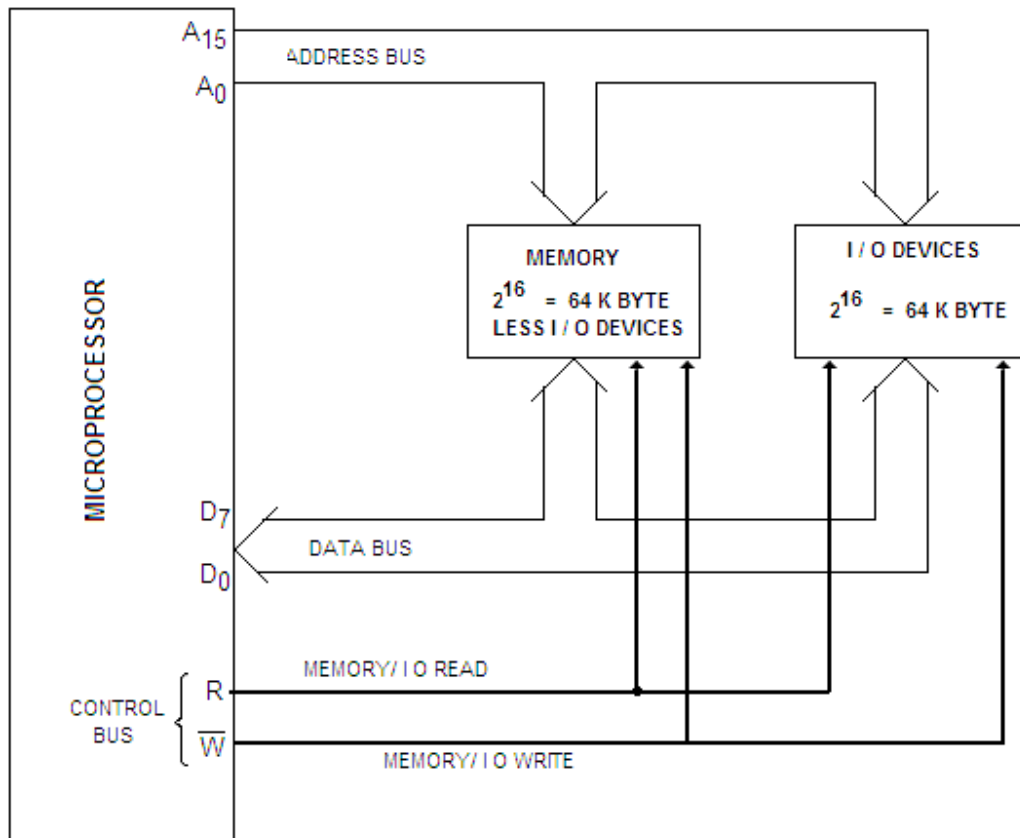 A15
ADDRESS BUS
A0
MEMORY
2^16 = 64 K BYTE
LESS I / O DEVICES
I / O DEVICES
2^16 = 64 K BYTE
MICROPROCESSOR
D7
DATA BUS
D0
MEMORY/ I O READ
R
CONTROL
BUS
W̅
MEMORY/ I O WRITE